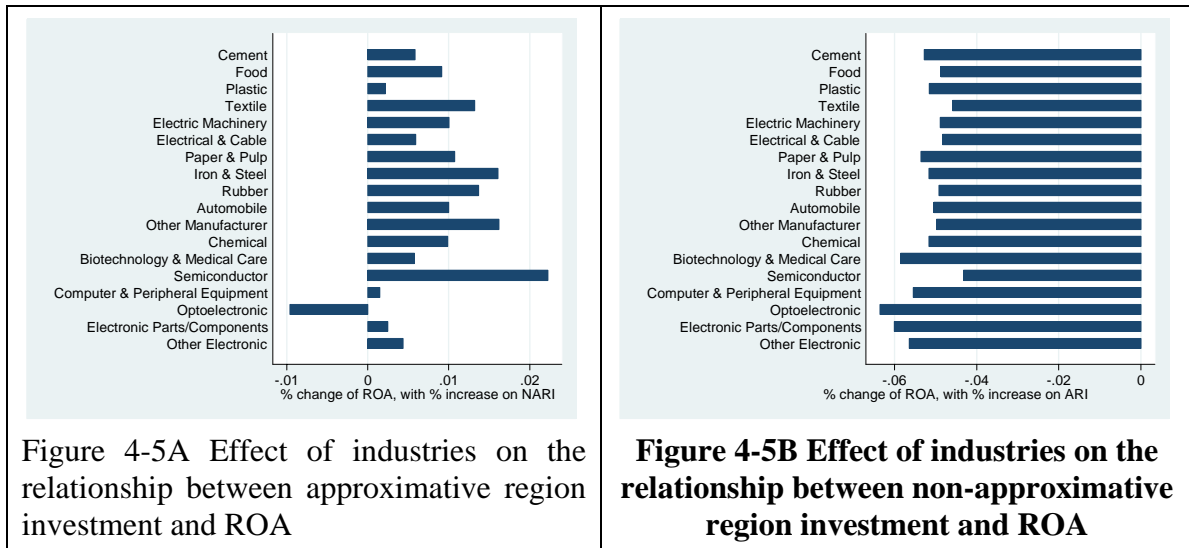 Cement
Food
Plastic
Textile
Electric Machinery
Electrical & Cable
Paper & Pulp
Iron & Steel
Rubber
Automobile
Other Manufacturer
Chemical
Biotechnology & Medical Care
Semiconductor
Computer & Peripheral Equipment
Optoelectronic
Electronic Parts/Components
Other Electronic
-.01 0 .01 .02
% change of ROA, with % increase on NARI
Figure 4-5A Effect of industries on the
relationship between approximative region
investment and ROA
Cement
Food
Plastic
Textile
Electric Machinery
Electrical & Cable
Paper & Pulp
Iron & Steel
Rubber
Automobile
Other Manufacturer
Chemical
Biotechnology & Medical Care
Semiconductor
Computer & Peripheral Equipment
Optoelectronic
Electronic Parts/Components
Other Electronic
-.06 -.04 -.02 0
% change of ROA, with % increase on ARI
Figure 4-5B Effect of industries on the
relationship between non-approximative
region investment and ROA